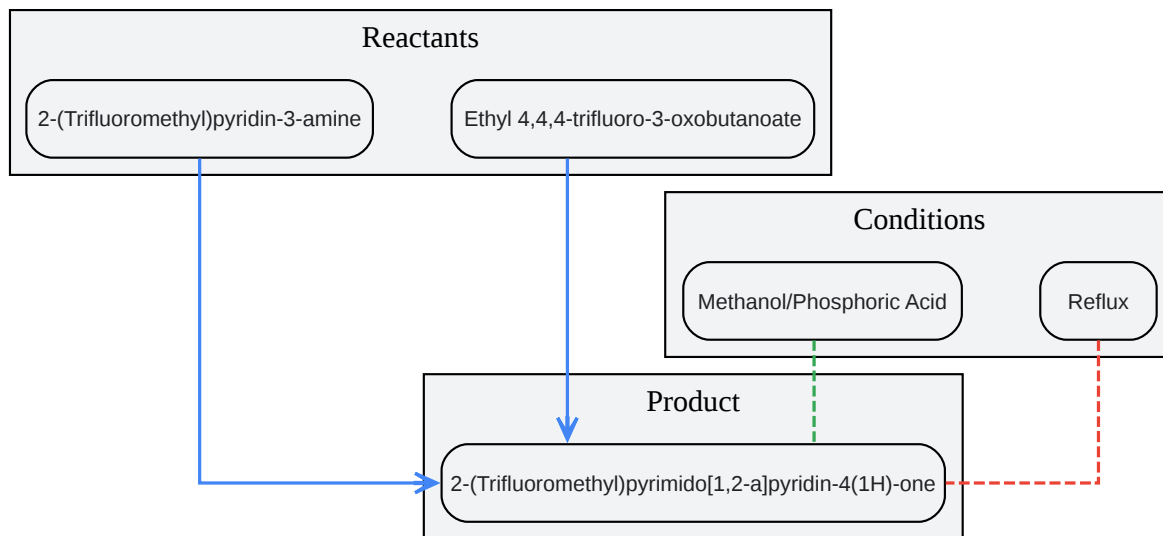 Reactants
2-(Trifluoromethyl)pyridin-3-amine
Ethyl 4,4,4-trifluoro-3-oxobutanoate
Conditions
Methanol/Phosphoric Acid
Reflux
Product
2-(Trifluoromethyl)pyrimido[1,2-a]pyridin-4(1H)-one